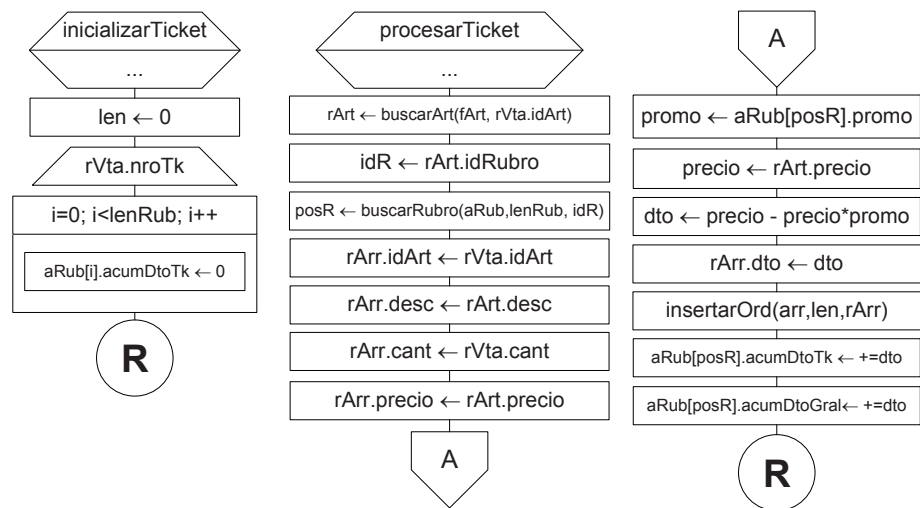 inicializarTicket
...
len ← 0
rVta.nroTk
i=0; i<lenRub; i++
aRub[i].acumDtoTk ← 0
R
procesarTicket
...
rArt ← buscarArt(fArt, rVta.idArt)
idR ← rArt.idRubro
posR ← buscarRubro(aRub,lenRub, idR)
rArr.idArt ← rVta.idArt
rArr.desc ← rArt.desc
rArr.cant ← rVta.cant
rArr.precio ← rArt.precio
A
A
promo ← aRub[posR].promo
precio ← rArt.precio
dto ← precio - precio*promo
rArr.dto ← dto
insertarOrd(arr,len,rArr)
aRub[posR].acumDtoTk ← +=dto
aRub[posR].acumDtoGral← +=dto
R